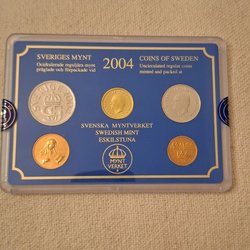 SVERIGES MYNT
Ocirkulerade reguljära mynt
präglade och förpackade vid
2004
COINS OF SWEDEN
Uncirculated regular coins
minted and packed at
SVENSKA MYNTVERKET
SWEDISH MINT
ESKILSTUNA
MYNT
VERKET